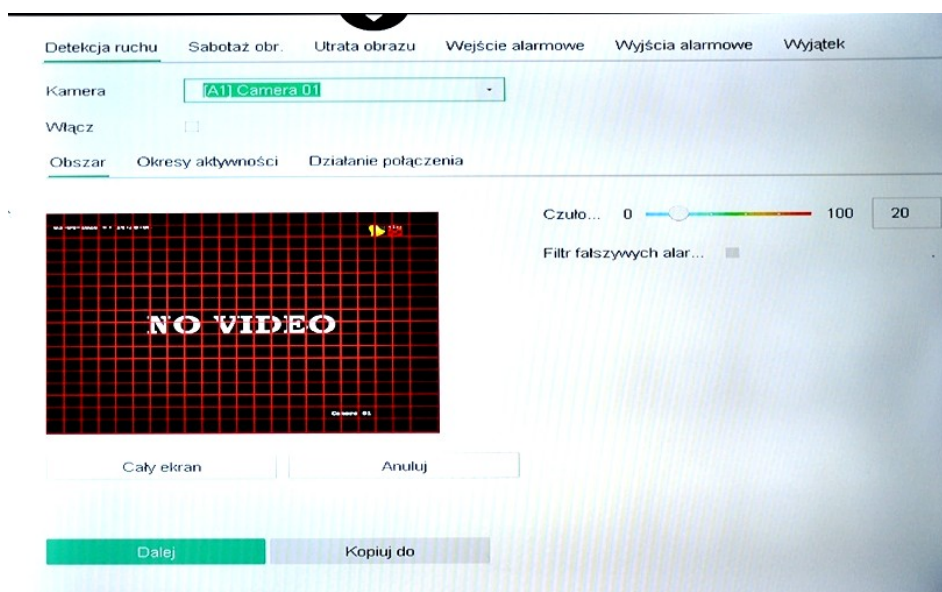 Detekcja ruchu Sabotaż obr. Utrata obrazu Wejście alarmowe Wyjścia alarmowe Wyjątek
Kamera [A1] Camera 01
Włącz
Obszar Okresy aktywności Działanie połączenia
Czuło... 0 100 20
Filtr fałszywych alar...
NO VIDEO
Camera 01
Cały ekran Anuluj
Dalej Kopiuj do